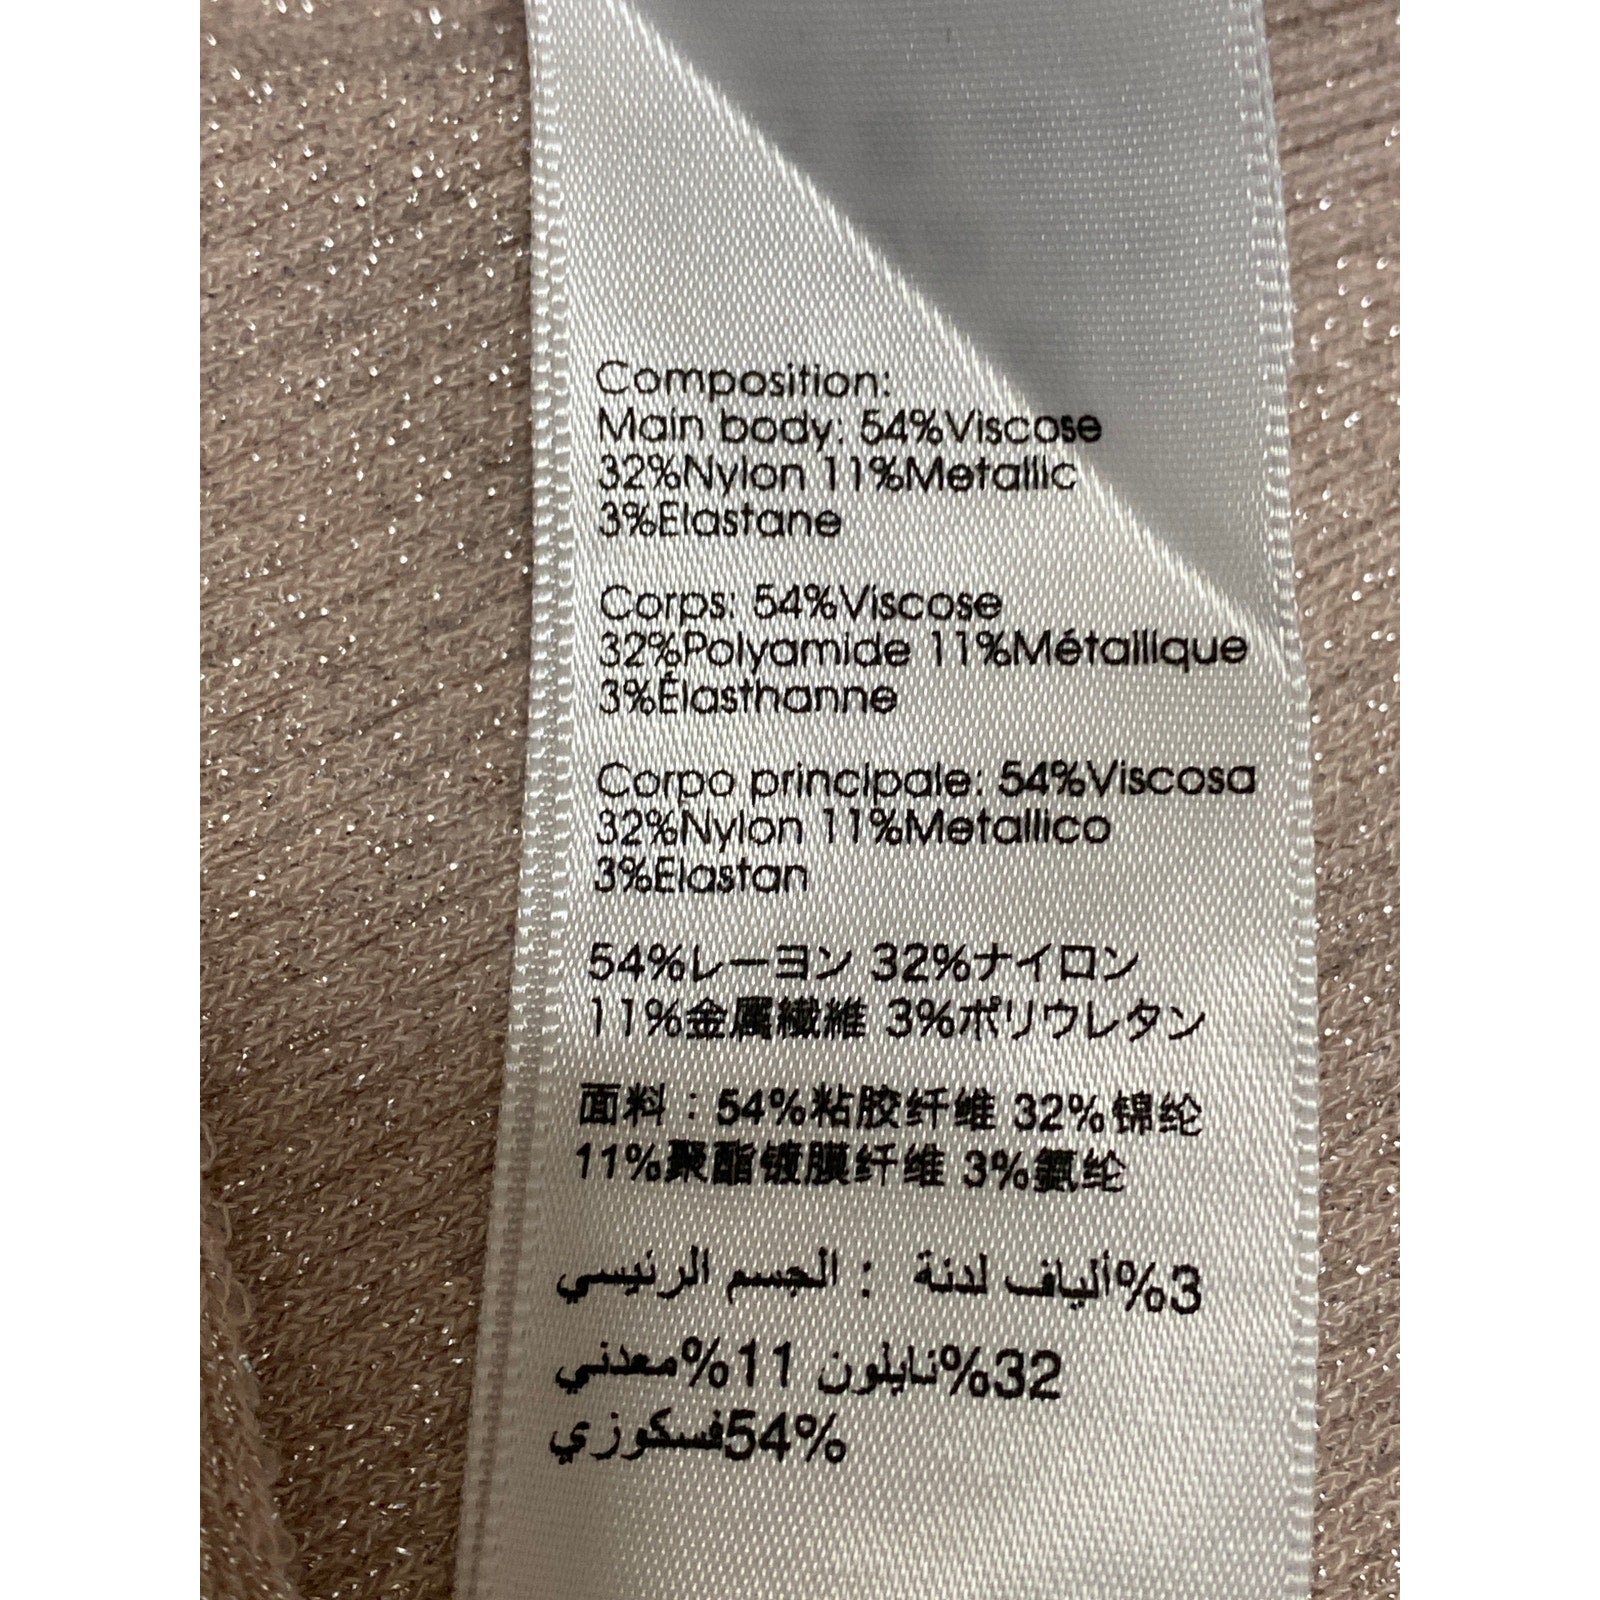 Composition:
Main body: 54%Viscose
32%Nylon 11%Metallic
3%Elastane
Corps: 54%Viscose
32%Polyamide 11%Métallique
3%Élasthanne
Corpo principale: 54%Viscosa
32%Nylon 11%Metallico
3%Elastan
54%レーヨン 32%ナイロン
11%金属繊維 3%ポリウレタン
面料：54%粘胶纤维 32%锦纶
11%聚酯镀膜纤维 3%氨纶
3%ألياف لدنة : الجسم الرئيسي
32%نايلون 11%معدني
54%فسكوزي